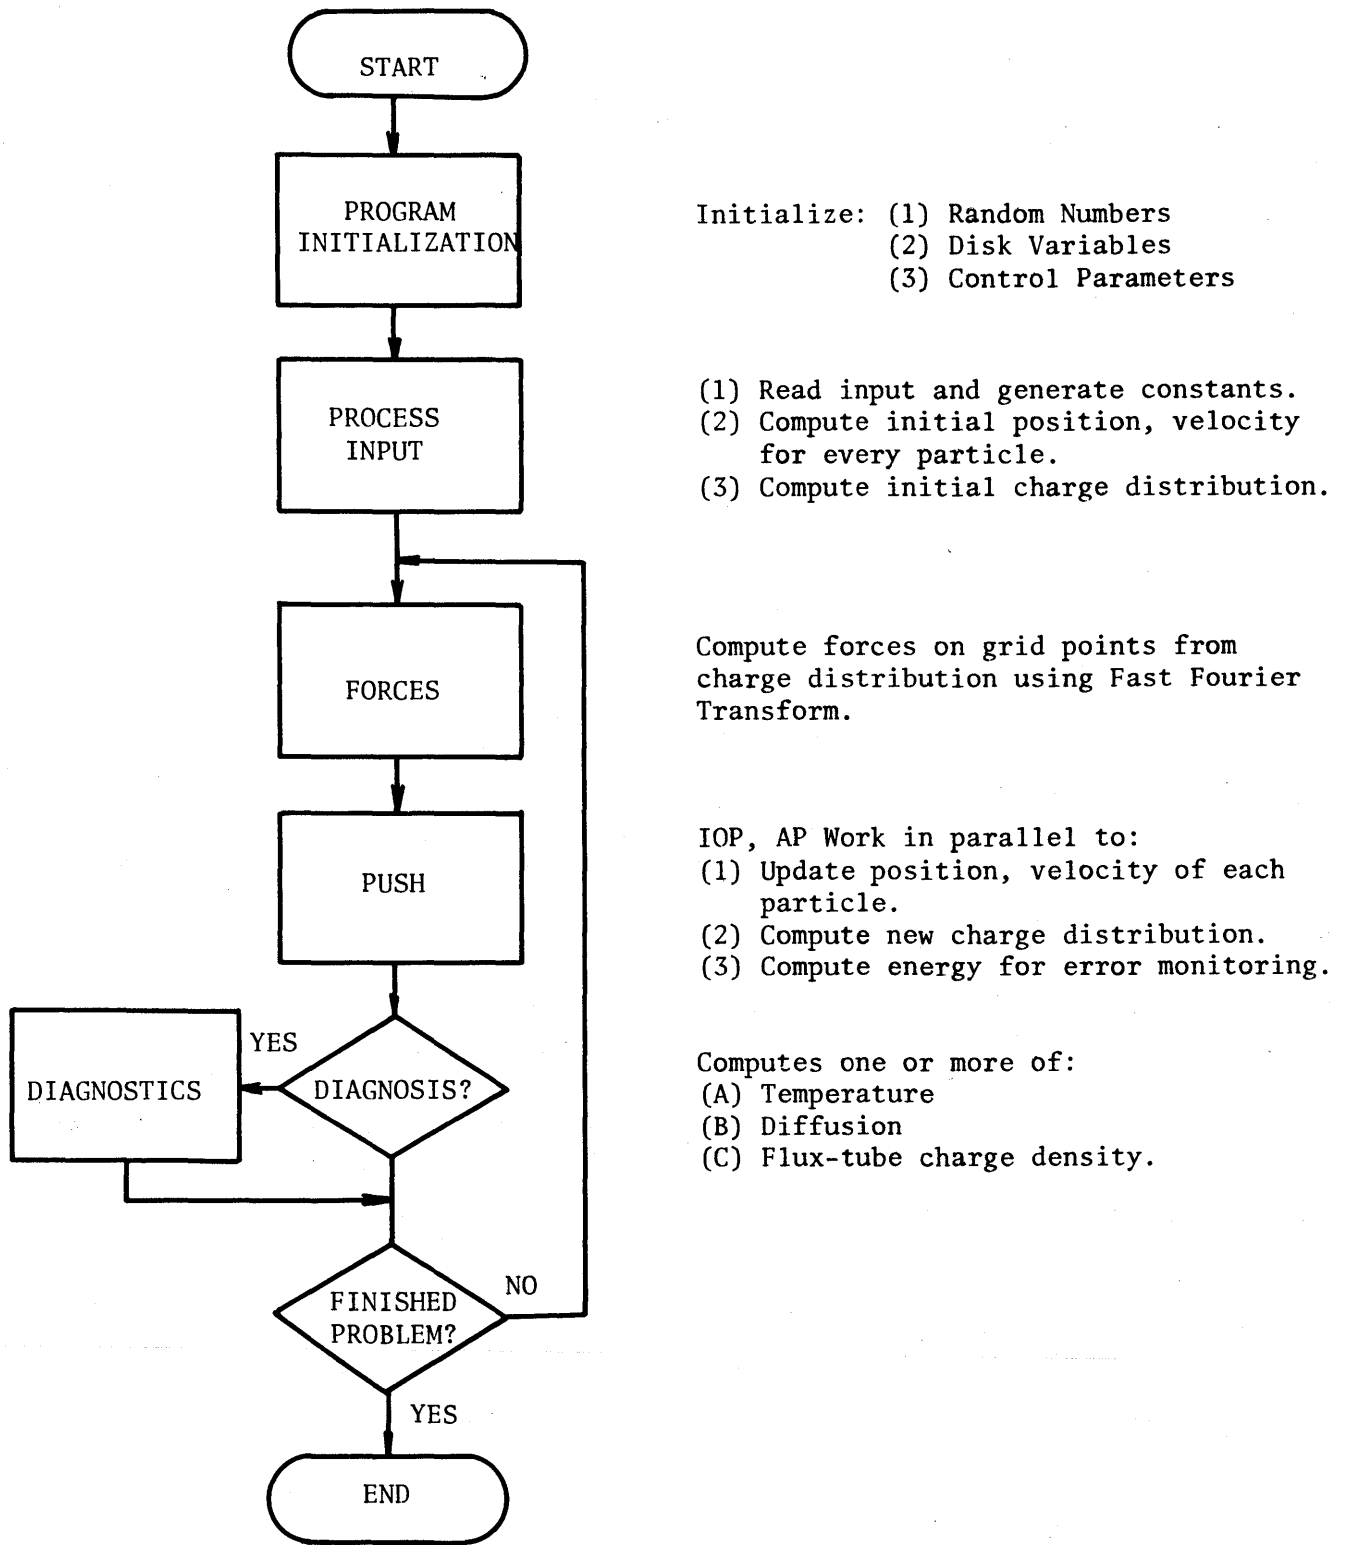 START
PROGRAM
INITIALIZATION
Initialize: (1) Random Numbers
(2) Disk Variables
(3) Control Parameters
PROCESS
INPUT
(1) Read input and generate constants.
(2) Compute initial position, velocity
for every particle.
(3) Compute initial charge distribution.
FORCES
Compute forces on grid points from
charge distribution using Fast Fourier
Transform.
PUSH
IOP, AP Work in parallel to:
(1) Update position, velocity of each
particle.
(2) Compute new charge distribution.
(3) Compute energy for error monitoring.
YES
DIAGNOSTICS
DIAGNOSIS?
Computes one or more of:
(A) Temperature
(B) Diffusion
(C) Flux-tube charge density.
NO
FINISHED
PROBLEM?
YES
END